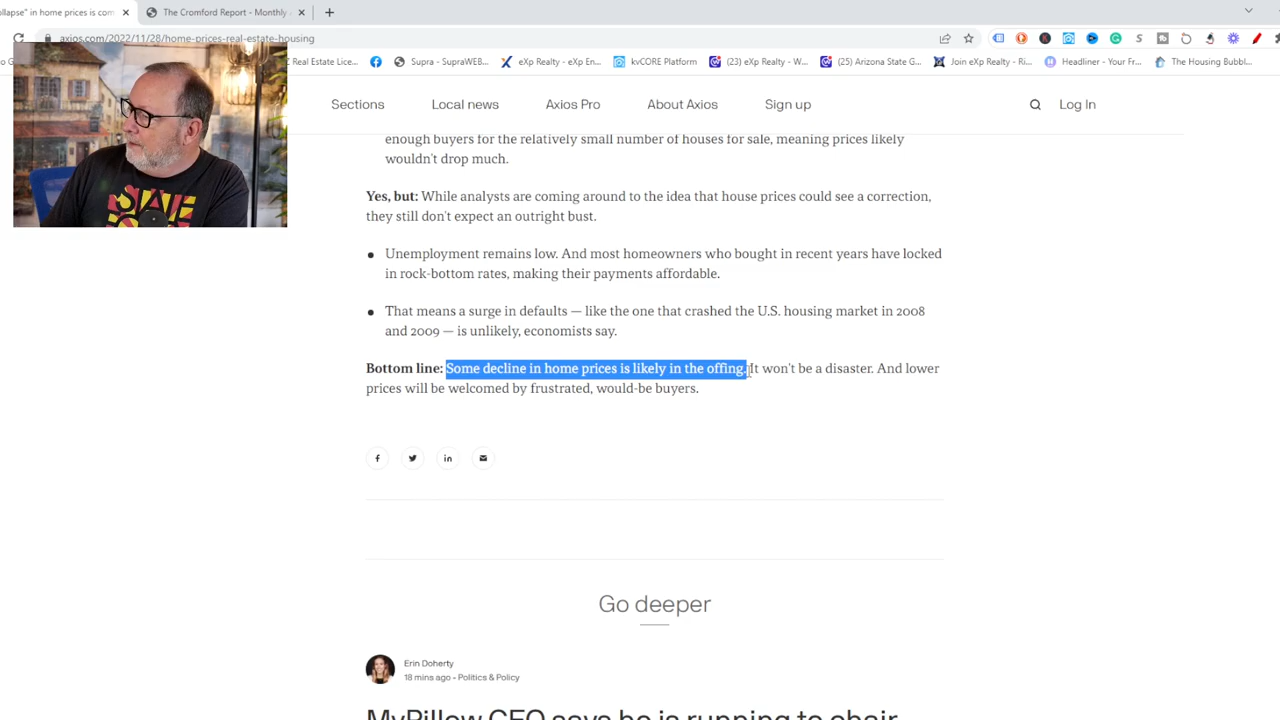 ollapse" in home prices is com
The Cromford Report - Monthly
axios.com/2022/11/28/home-prices-real-estate-housing
Z Real Estate Lice...
Supra - SupraWEB...
eXp Realty - eXp En...
kvCORE Platform
(23) eXp Realty - W...
(25) Arizona State G...
Join eXp Realty - Ri...
Headliner - Your Fr...
The Housing Bubbl...
Sections
Local news
Axios Pro
About Axios
Sign up
Log In
enough buyers for the relatively small number of houses for sale, meaning prices likely
wouldn't drop much.
Yes, but: While analysts are coming around to the idea that house prices could see a correction,
they still don't expect an outright bust.
Unemployment remains low. And most homeowners who bought in recent years have locked
in rock-bottom rates, making their payments affordable.
That means a surge in defaults — like the one that crashed the U.S. housing market in 2008
and 2009 — is unlikely, economists say.
Bottom line: Some decline in home prices is likely in the offing. It won't be a disaster. And lower
prices will be welcomed by frustrated, would-be buyers.
Go deeper
Erin Doherty
18 mins ago - Politics & Policy
MyPillow CEO says he is running to chair